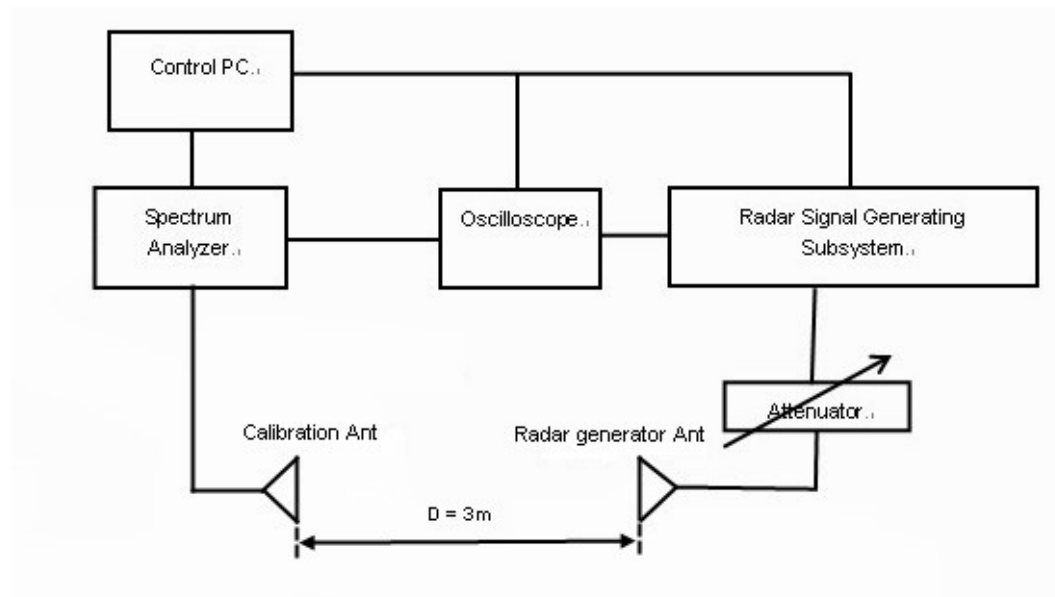 Control PC.
Spectrum
Analyzer.
Oscilloscope.
Radar Signal Generating
Subsystem.
Attenuator.
Calibration Ant
Radar generator Ant
D = 3m